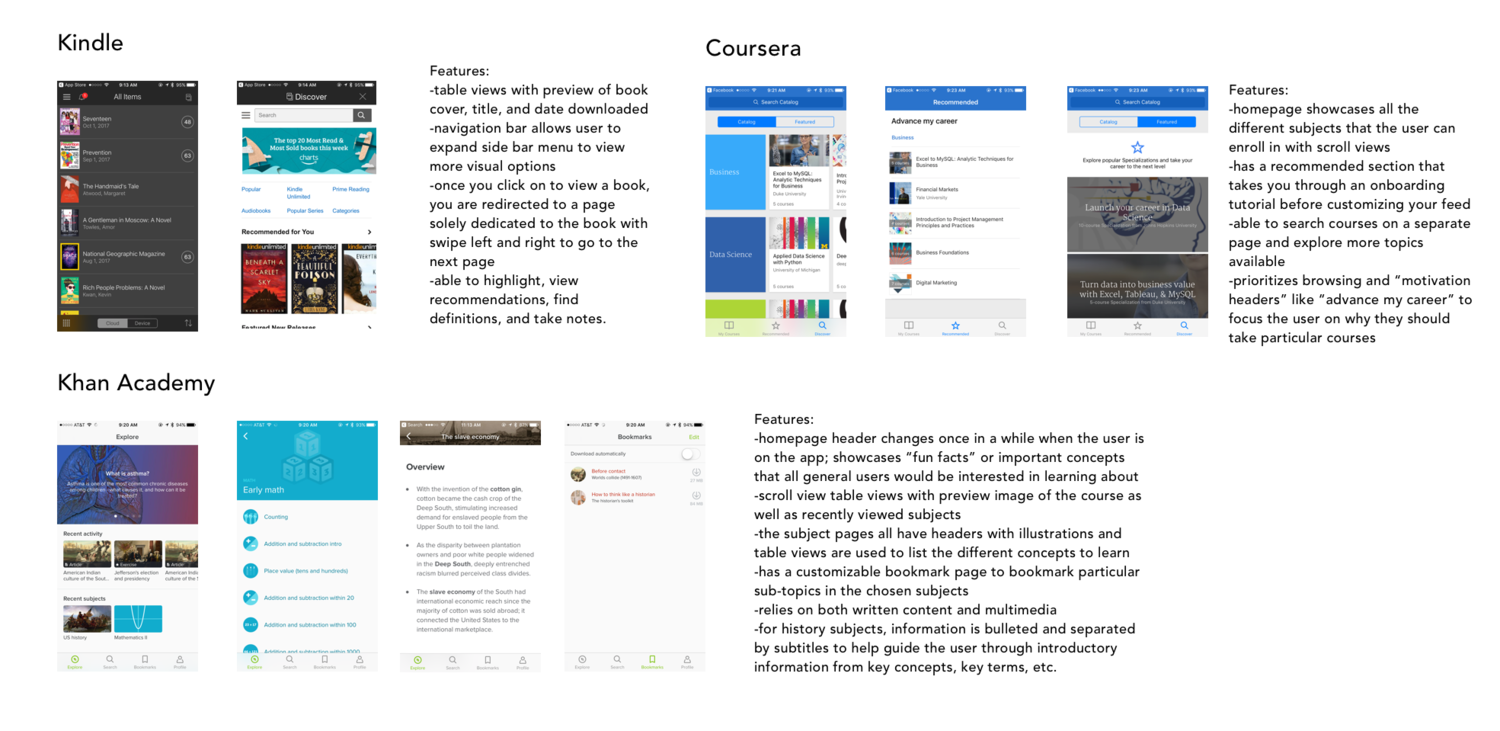 Kindle
App Store 9:13 AM 95%
All Items
Seventeen
Oct 1, 2017
48
Prevention
Sep 1, 2017
63
The Handmaid's Tale
Atwood, Margaret
A Gentleman in Moscow: A Novel
Towles, Amor
National Geographic Magazine
Aug 1, 2017
63
Rich People Problems: A Novel
Kwan, Kevin
Cloud Device
App Store 9:14 AM 95%
Discover
Search
The top 20 Most Read &
Most Sold books this week
charts
Popular Kindle Unlimited Prime Reading
Audiobooks Popular Series Categories
Recommended for You
kindleunlimited kindleunlimited kindleunlim
BENEATH A
SCARLET
SKY
BEAUTIFUL
POISON
Featured New Releases
Features:
-table views with preview of book
cover, title, and date downloaded
-navigation bar allows user to
expand side bar menu to view
more visual options
-once you click on to view a book,
you are redirected to a page
solely dedicated to the book with
swipe left and right to go to the
next page
-able to highlight, view
recommendations, find
definitions, and take notes.
Coursera
Facebook 9:21 AM 93%
Search Catalog
Catalog Featured
Business
Excel to MySQL:
Analytic Techniques
for Business
Duke University
5 courses
Data Science
Applied Data Science
with Python
University of Michigan
5 courses
My Courses Recommended Discover
Facebook 9:23 AM 93%
Recommended
Advance my career
Business
Excel to MySQL: Analytic Techniques for
Business
Financial Markets
Yale University
Introduction to Project Management
Principles and Practices
Business Foundations
Digital Marketing
My Courses Recommended Discover
Facebook 9:23 AM 93%
Search Catalog
Catalog Featured
Explore popular Specializations and take your
career to the next level
Launch your career in Data
Science
Turn data into business value
with Excel, Tableau, & MySQL
5-course Specialization from Duke University
My Courses Recommended Discover
Features:
-homepage showcases all the
different subjects that the user can
enroll in with scroll views
-has a recommended section that
takes you through an onboarding
tutorial before customizing your feed
-able to search courses on a separate
page and explore more topics
available
-prioritizes browsing and “motivation
headers” like “advance my career” to
focus the user on why they should
take particular courses
Khan Academy
AT&T 9:20 AM 94%
Explore
What is asthma?
Asthma is one of the most common chronic diseases
among children - what causes it, and how can it be
treated?
Recent activity
Article Exercise Article
American Indian
culture of the Sout...
Jefferson's election
and presidency
American Indi
culture of the S
Recent subjects
US history Mathematics II
Explore Search Bookmarks Profile
AT&T 9:20 AM 93%
Early math
Counting
Addition and subtraction intro
Place value (tens and hundreds)
Addition and subtraction within 20
Addition and subtraction within 100
Addition and subtraction within 1000
Explore Search Bookmarks Profile
Search 11:13 AM 84%
The slave economy
Overview
• With the invention of the cotton gin,
cotton became the cash crop of the
Deep South, stimulating increased
demand for enslaved people from the
Upper South to toil the land.
• As the disparity between plantation
owners and poor white people widened
in the Deep South, deeply entrenched
racism blurred perceived class divides.
• The slave economy of the South had
international economic reach since the
majority of cotton was sold abroad; it
connected the United States to the
international marketplace.
Explore Search Bookmarks Profile
AT&T 9:20 AM 94%
Bookmarks Edit
Download automatically
Before contact
Worlds collide (1491-1607)
27 MB
How to think like a historian
The historian's toolkit
Explore Search Bookmarks Profile
Features:
-homepage header changes once in a while when the user is
on the app; showcases “fun facts” or important concepts
that all general users would be interested in learning about
-scroll view table views with preview image of the course as
well as recently viewed subjects
-the subject pages all have headers with illustrations and
table views are used to list the different concepts to learn
-has a customizable bookmark page to bookmark particular
sub-topics in the chosen subjects
-relies on both written content and multimedia
-for history subjects, information is bulleted and separated
by subtitles to help guide the user through introductory
information from key concepts, key terms, etc.